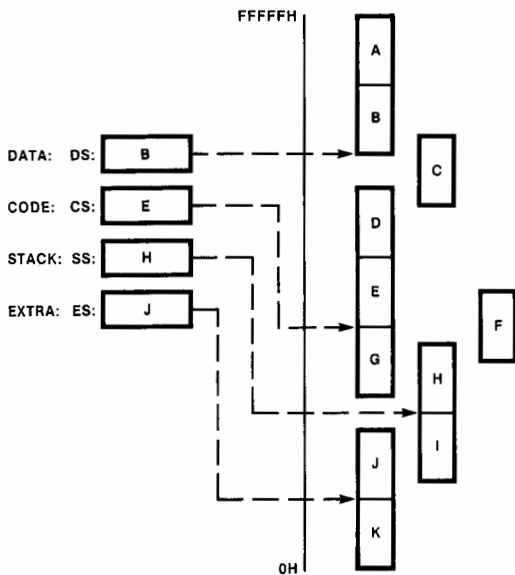 FFFFFH
A
B
DATA: DS: B
C
CODE: CS: E
D
STACK: SS: H
E
EXTRA: ES: J
F
G
H
I
J
K
0H